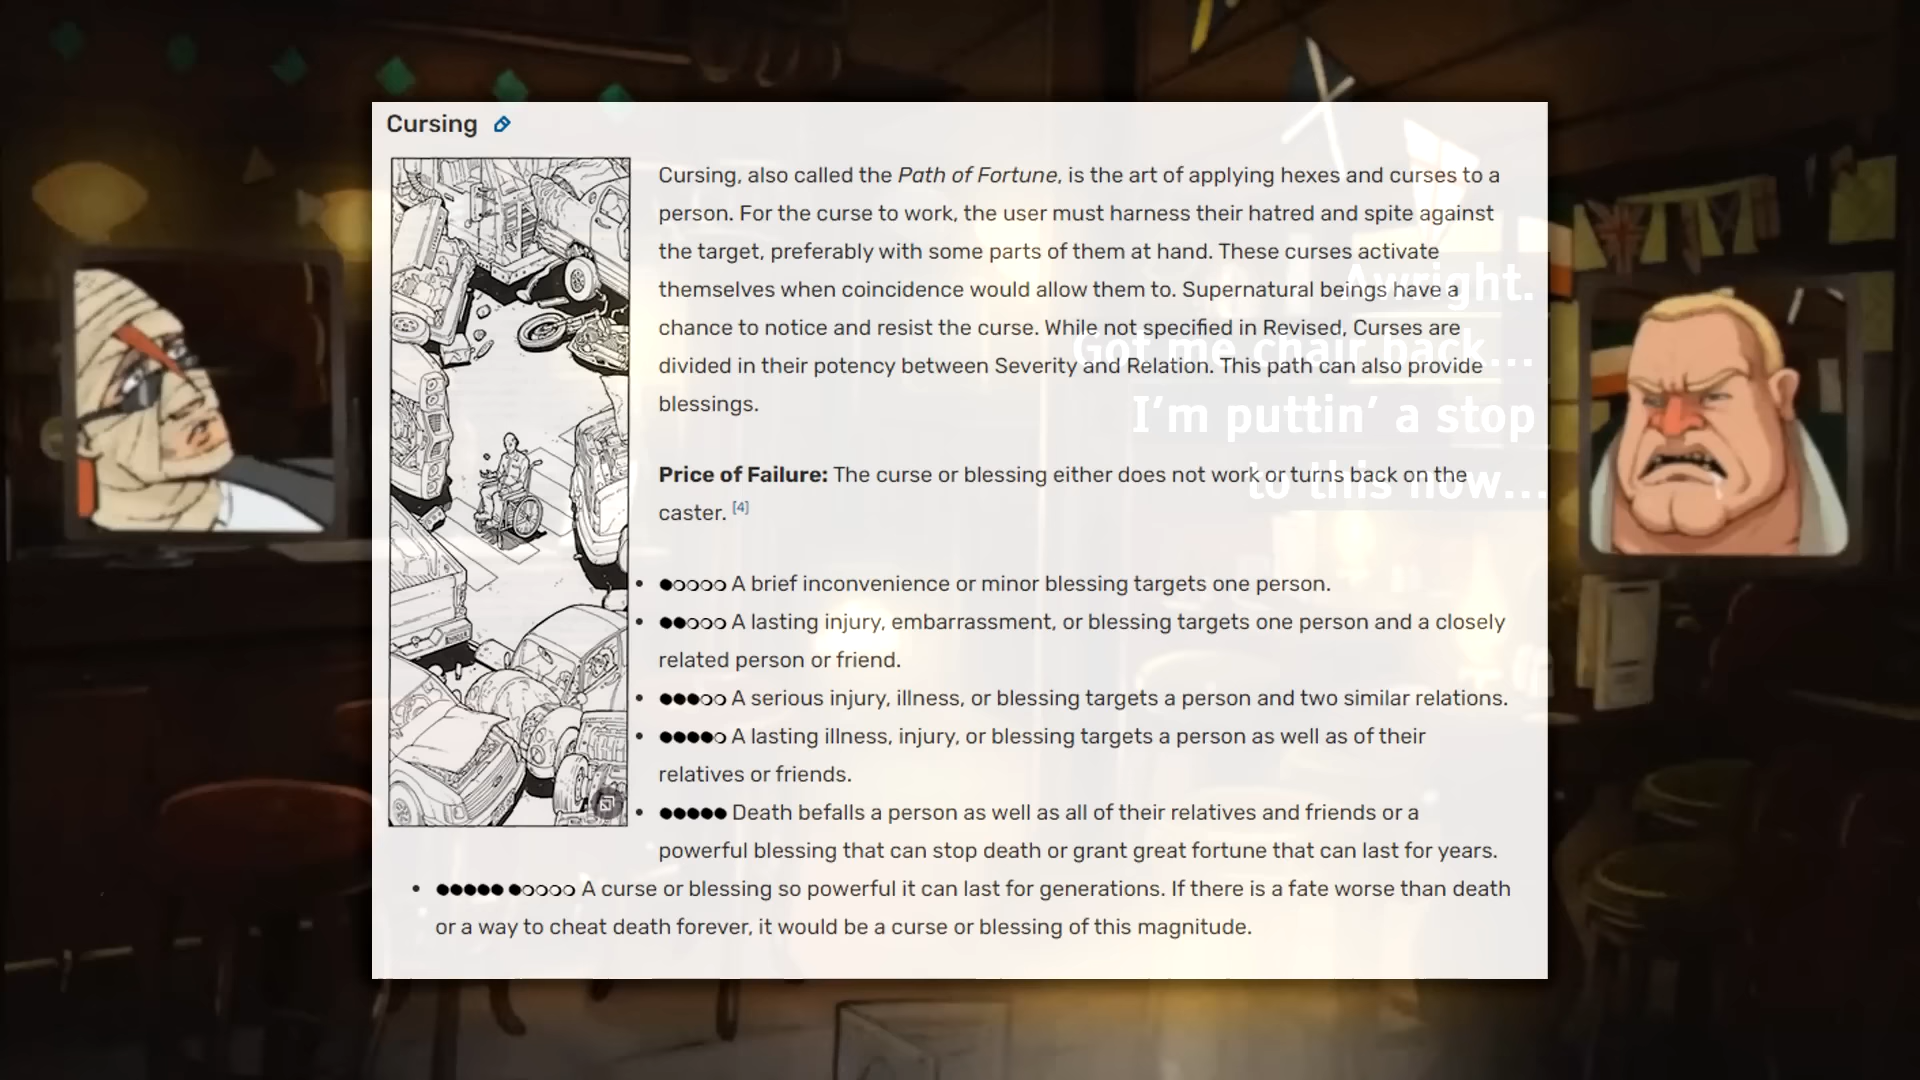 Cursing
Cursing, also called the Path of Fortune, is the art of applying hexes and curses to a
person. For the curse to work, the user must harness their hatred and spite against
the target, preferably with some parts of them at hand. These curses activate
themselves when coincidence would allow them to. Supernatural beings have a
chance to notice and resist the curse. While not specified in Revised, Curses are
divided in their potency between Severity and Relation. This path can also provide
blessings.
Price of Failure: The curse or blessing either does not work or turns back on the
caster. [4]
• ●○○○○ A brief inconvenience or minor blessing targets one person.
• ●●○○○ A lasting injury, embarrassment, or blessing targets one person and a closely
related person or friend.
• ●●●○○ A serious injury, illness, or blessing targets a person and two similar relations.
• ●●●●○ A lasting illness, injury, or blessing targets a person as well as of their
relatives or friends.
• ●●●●● Death befalls a person as well as all of their relatives and friends or a
powerful blessing that can stop death or grant great fortune that can last for years.
• ●●●●● ●○○○○ A curse or blessing so powerful it can last for generations. If there is a fate worse than death
or a way to cheat death forever, it would be a curse or blessing of this magnitude.
Awright.
Got me chair back...
I'm puttin' a stop
to this now...